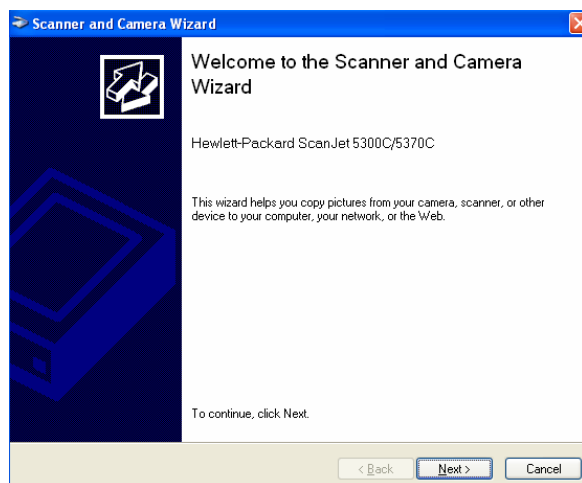 Scanner and Camera Wizard
Welcome to the Scanner and Camera
Wizard
Hewlett-Packard ScanJet 5300C/5370C
This wizard helps you copy pictures from your camera, scanner, or other
device to your computer, your network, or the Web.
To continue, click Next.
< Back Next > Cancel